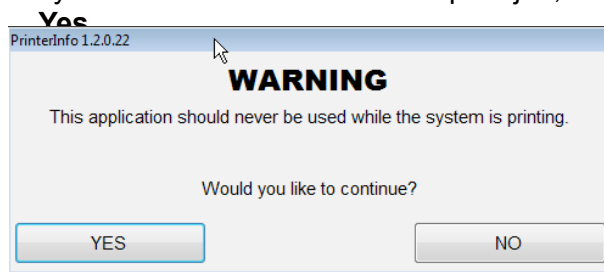 Yes
PrinterInfo 1.2.0.22
WARNING
This application should never be used while the system is printing.
Would you like to continue?
YES NO